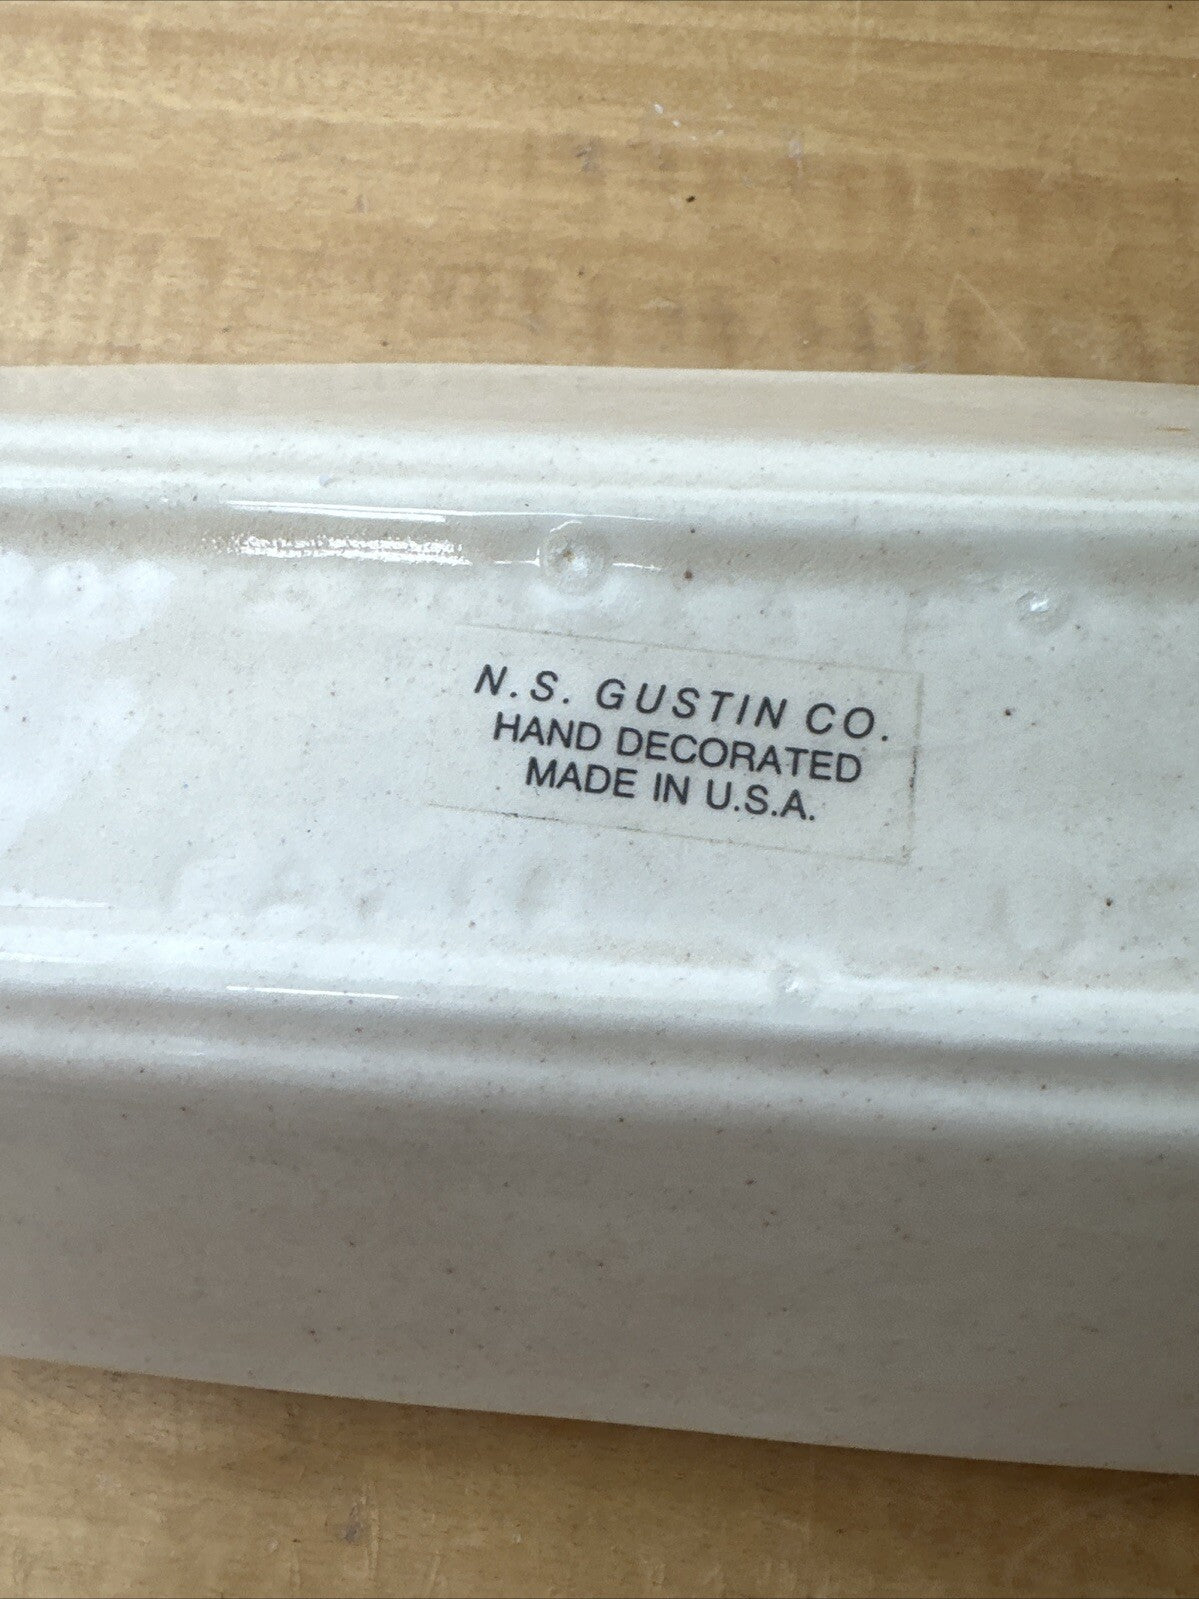 N.S. GUSTIN CO.
HAND DECORATED
MADE IN U.S.A.